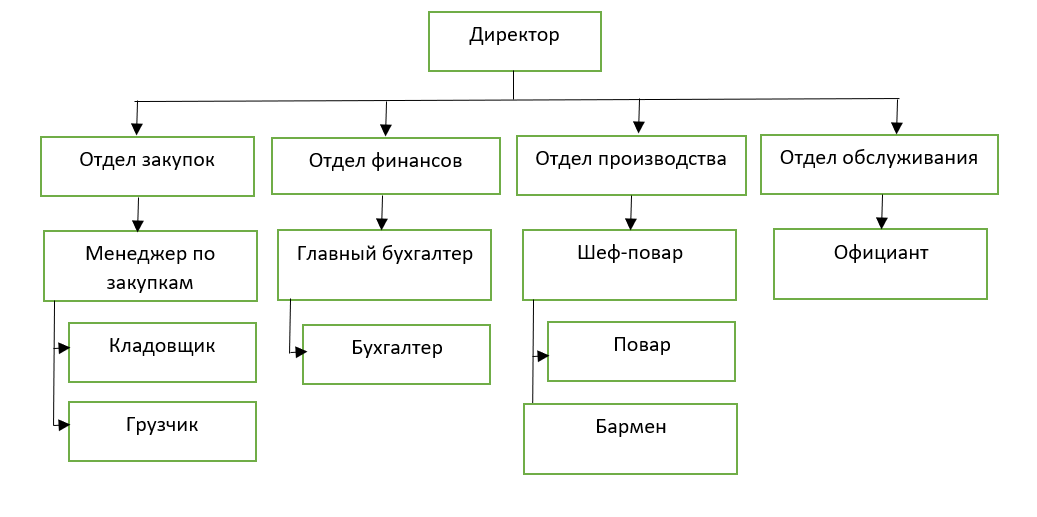 Директор
Отдел закупок
Отдел финансов
Отдел производства
Отдел обслуживания
Менеджер по
закупкам
Главный бухгалтер
Шеф-повар
Официант
Кладовщик
Бухгалтер
Повар
Грузчик
Бармен